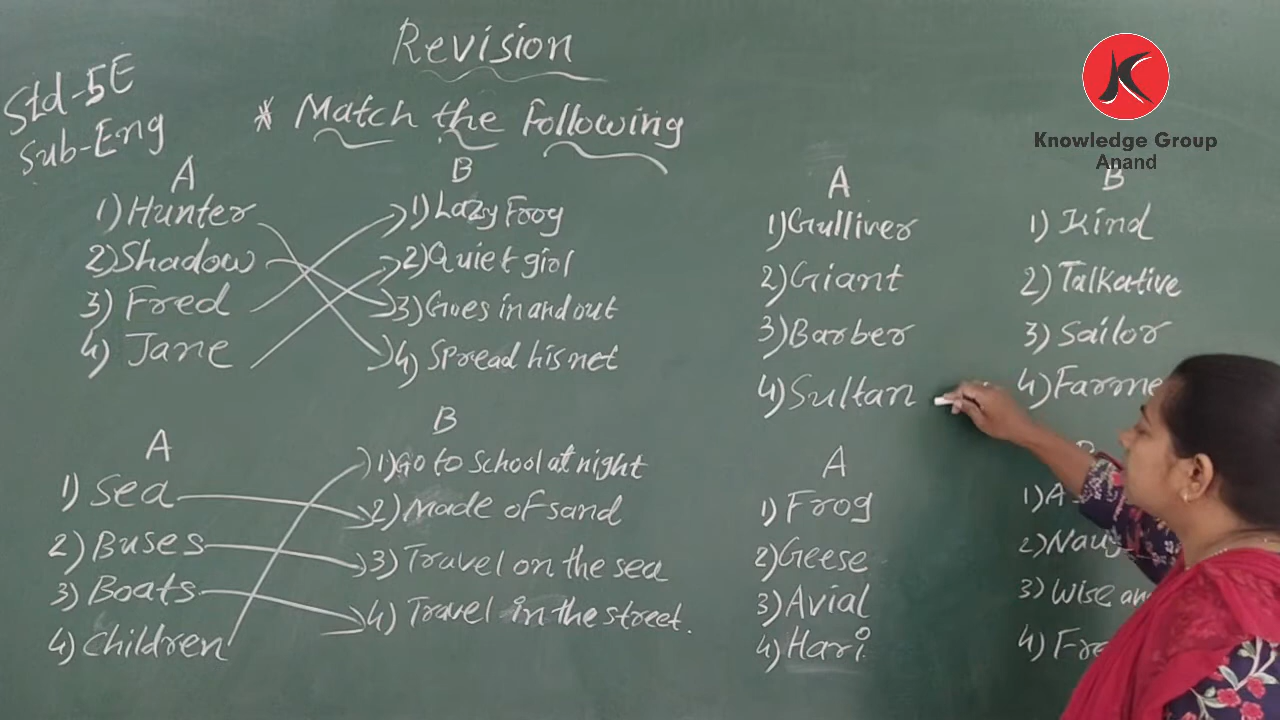 Revision
Std-5E
Sub-Eng
* Match the Following
A B
1) Hunter 1) Lazy Frog
2) Shadow 2) Quiet girl
3) Fred 3) Goes in and out
4) Jane 4) Spread his net
A B
1) Sea 1) Go to School at night
2) Buses 2) Made of sand
3) Boats 3) Travel on the sea
4) Children 4) Travel in the street.
Knowledge Group
Anand
A B
1) Gulliver 1) Kind
2) Giant 2) Talkative
3) Barber 3) Sailor
4) Sultan 4)
A
1) Frog 1)
2) Geese 2)
3) Avial 3) Wise
4) Hari 4)